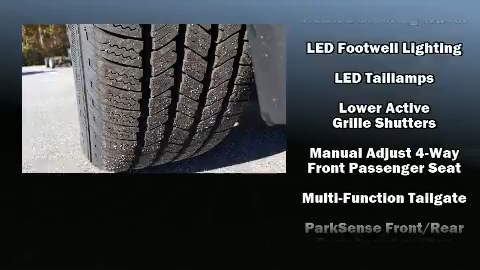 LED Footwell Lighting
LED Taillamps
Lower Active
Grille Shutters
Manual Adjust 4-Way
Front Passenger Seat
Multi-Function Tailgate
ParkSense Front/Rear